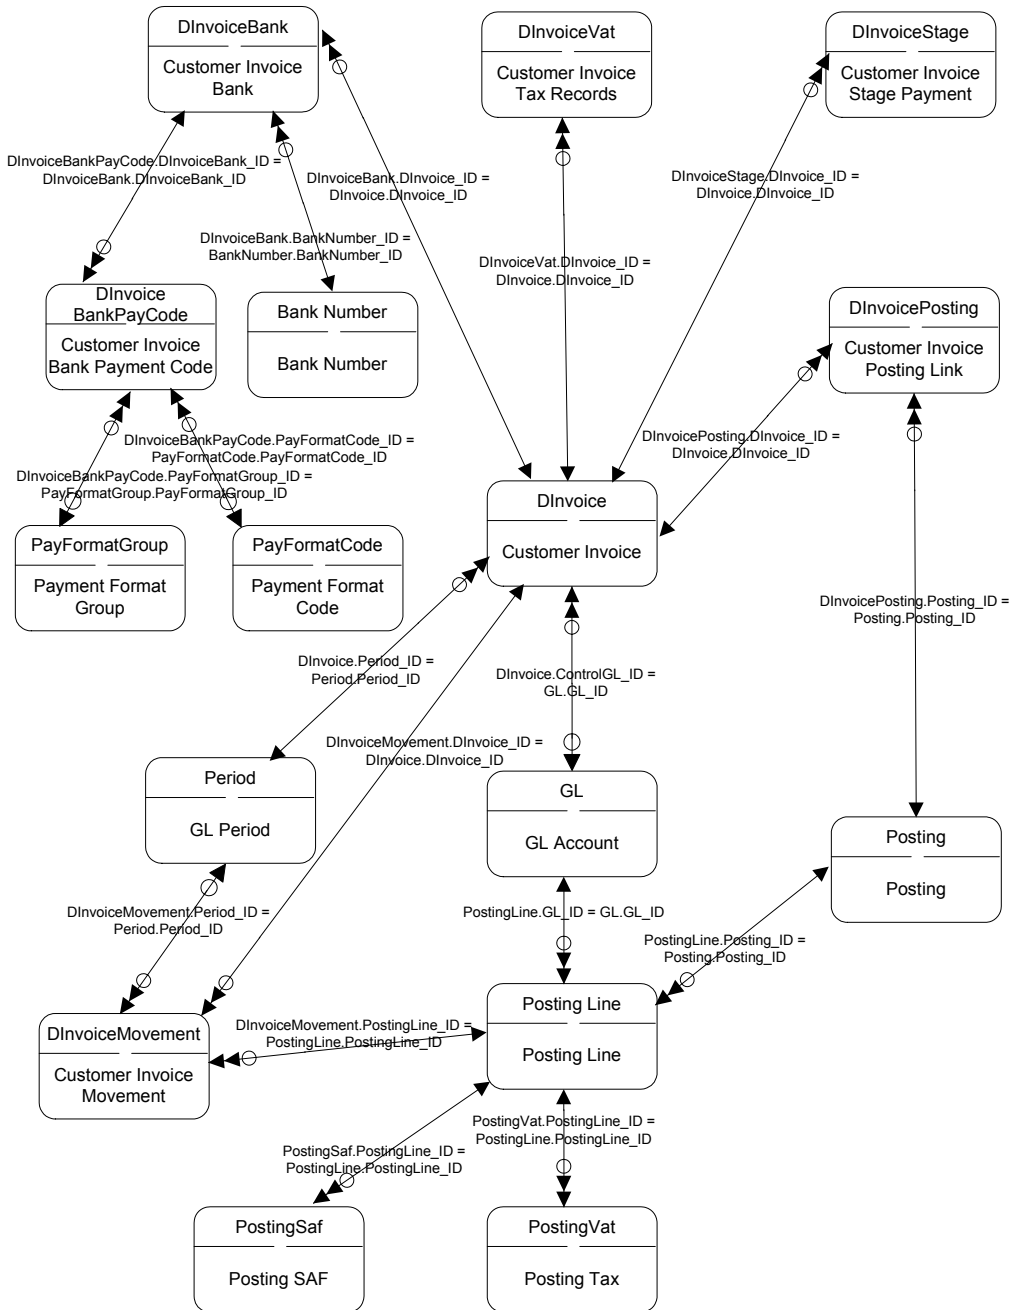 DInvoiceBank
Customer Invoice
Bank
DInvoiceVat
Customer Invoice
Tax Records
DInvoiceStage
Customer Invoice
Stage Payment
DInvoiceBankPayCode.DInvoiceBank_ID =
DInvoiceBank.DInvoiceBank_ID
DInvoiceBank.DInvoice_ID =
DInvoice.DInvoice_ID
DInvoiceStage.DInvoice_ID =
DInvoice.DInvoice_ID
DInvoiceBank.BankNumber_ID =
BankNumber.BankNumber_ID
DInvoiceVat.DInvoice_ID =
DInvoice.DInvoice_ID
DInvoice
BankPayCode
Customer Invoice
Bank Payment Code
Bank Number
Bank Number
DInvoicePosting
Customer Invoice
Posting Link
DInvoiceBankPayCode.PayFormatCode_ID =
PayFormatCode.PayFormatCode_ID
DInvoiceBankPayCode.PayFormatGroup_ID =
PayFormatGroup.PayFormatGroup_ID
DInvoicePosting.DInvoice_ID =
DInvoice.DInvoice_ID
DInvoice
Customer Invoice
PayFormatGroup
Payment Format
Group
PayFormatCode
Payment Format
Code
DInvoicePosting.Posting_ID =
Posting.Posting_ID
DInvoice.Period_ID =
Period.Period_ID
DInvoice.ControlGL_ID =
GL.GL_ID
DInvoiceMovement.DInvoice_ID =
DInvoice.DInvoice_ID
Period
GL Period
GL
GL Account
Posting
Posting
DInvoiceMovement.Period_ID =
Period.Period_ID
PostingLine.GL_ID = GL.GL_ID
PostingLine.Posting_ID =
Posting.Posting_ID
DInvoiceMovement
Customer Invoice
Movement
DInvoiceMovement.PostingLine_ID =
PostingLine.PostingLine_ID
Posting Line
Posting Line
PostingSaf.PostingLine_ID =
PostingLine.PostingLine_ID
PostingVat.PostingLine_ID =
PostingLine.PostingLine_ID
PostingSaf
Posting SAF
PostingVat
Posting Tax